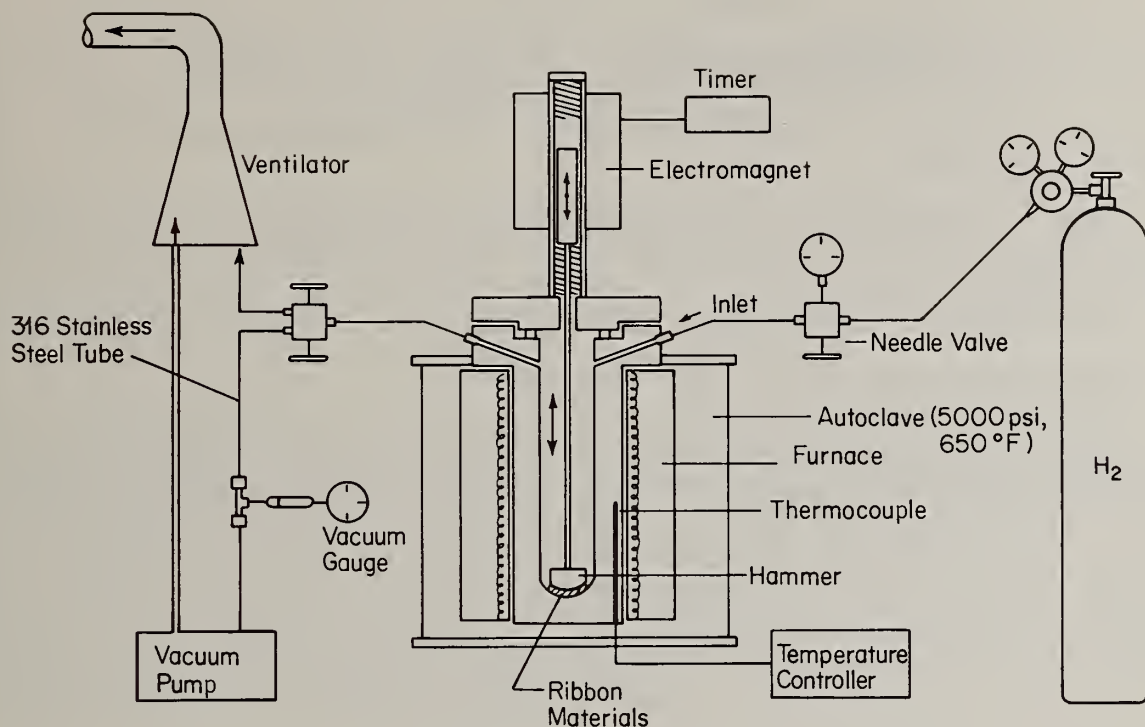 Timer
Ventilator
Electromagnet
Inlet
316 Stainless
Steel Tube
Needle Valve
Autoclave (5000 psi,
650 °F)
Furnace
H₂
Thermocouple
Vacuum
Gauge
Hammer
Vacuum
Pump
Temperature
Controller
Ribbon
Materials